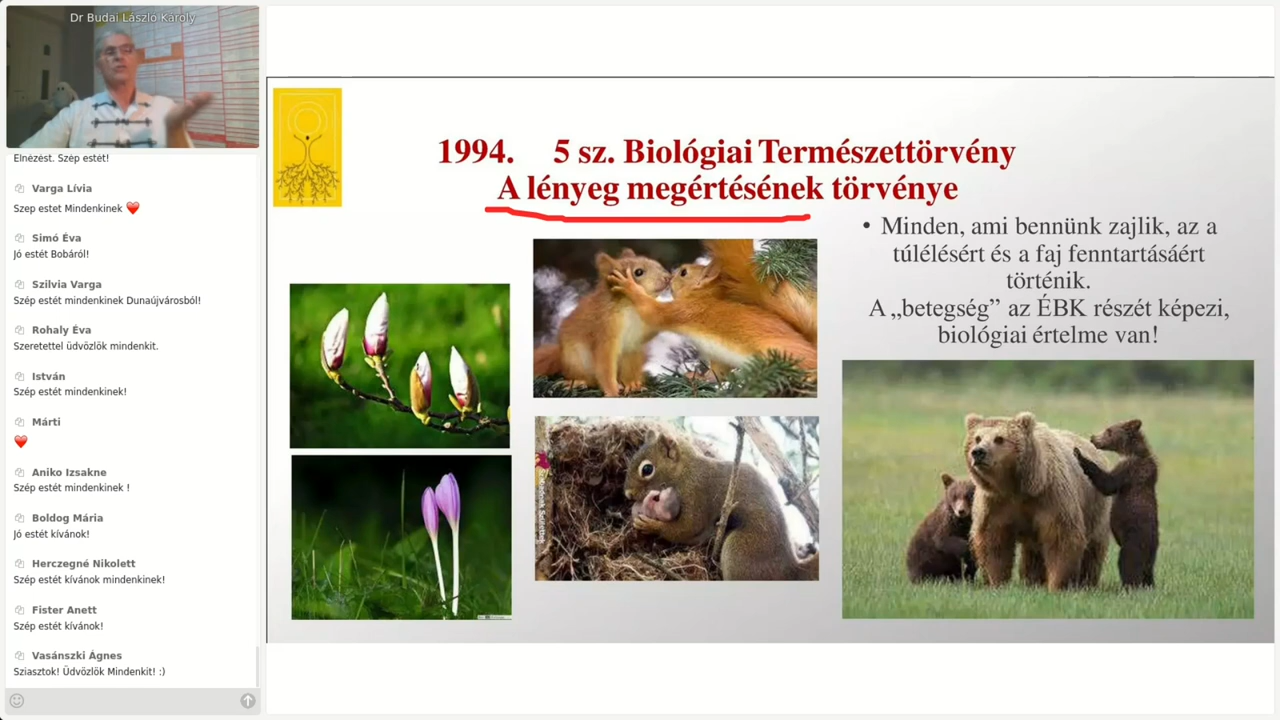 Dr Budai László Károly
Elnézést. Szép estét!
Varga Lívia
Szep estet Mindenkinek ❤️
Simó Éva
Jó estét Bobáról!
Szilvia Varga
Szép estét mindenkinek Dunaújvárosból!
Rohaly Éva
Szeretettel üdvözlök mindenkit.
István
Szép estét mindenkinek!
Márti
❤️
Aniko Izsakne
Szép estét mindenkinek !
Boldog Mária
Jó estét kívánok!
Herczegné Nikolett
Szép estét kívánok mindenkinek!
Fister Anett
Szép estét kívánok!
Vasánszki Ágnes
Sziasztok! Üdvözlök Mindenkit! :)
1994. 5 sz. Biológiai Természettörvény
A lényeg megértésének törvénye
• Minden, ami bennünk zajlik, az a
túlélésért és a faj fenntartásáért
történik.
A „betegség” az ÉBK részét képezi,
biológiai értelme van!